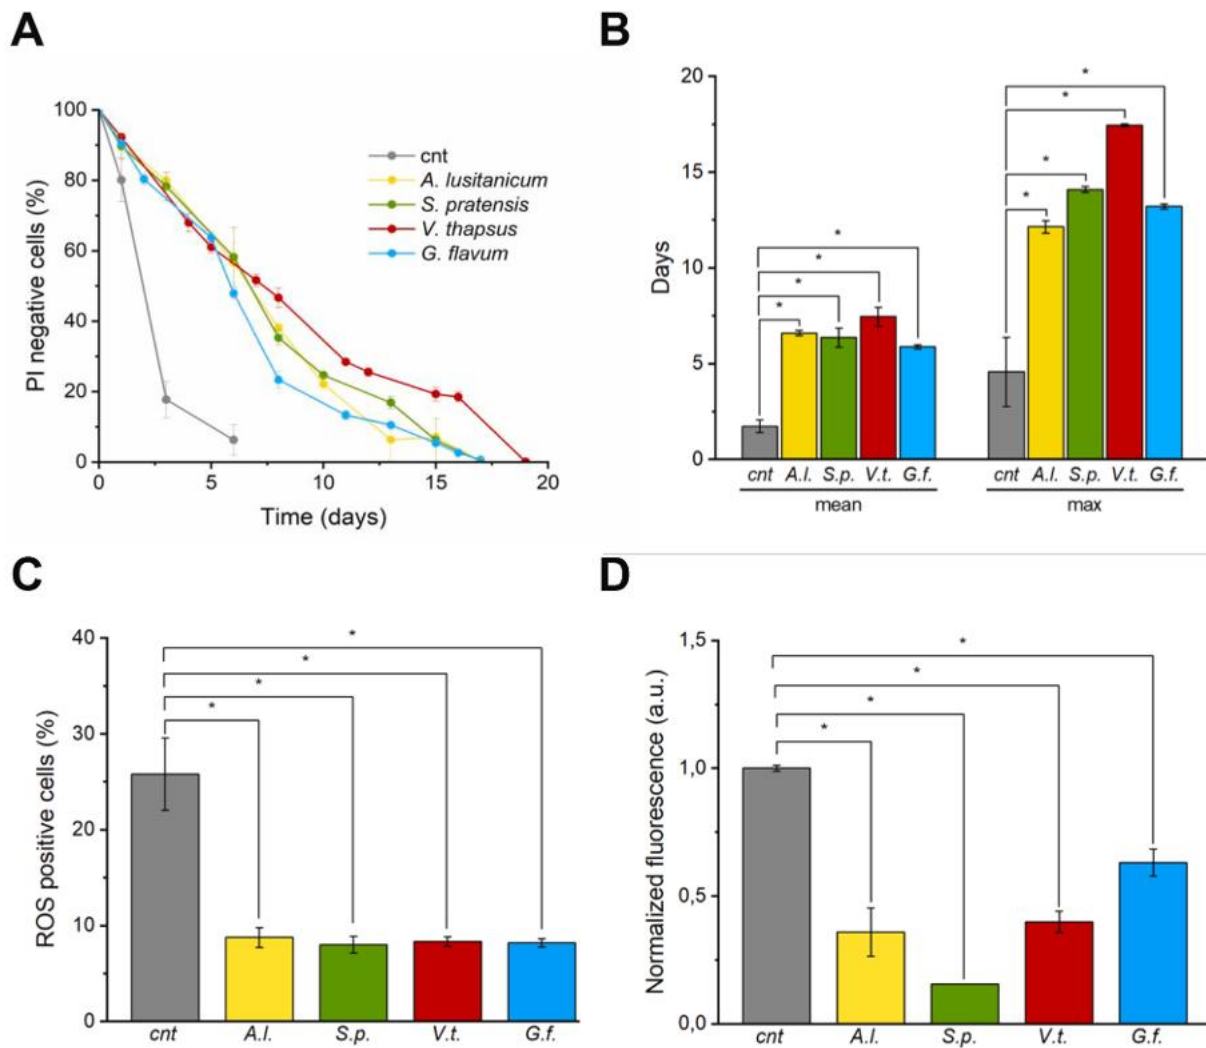 A
PI negative cells (%)
100
80
60
40
20
0
0
5
10
15
20
Time (days)
cnt
A. lusitanicum
S. pratensis
V. thapsus
G. flavum
B
Days
20
15
10
5
0
* * * *
* * * *
cnt A.l. S.p. V.t. G.f.
cnt A.l. S.p. V.t. G.f.
mean
max
C
ROS positive cells (%)
40
30
20
10
0
* * * *
cnt A.l. S.p. V.t. G.f.
D
Normalized fluorescence (a.u.)
1,5
1,0
0,5
0,0
* * * *
cnt A.l. S.p. V.t. G.f.